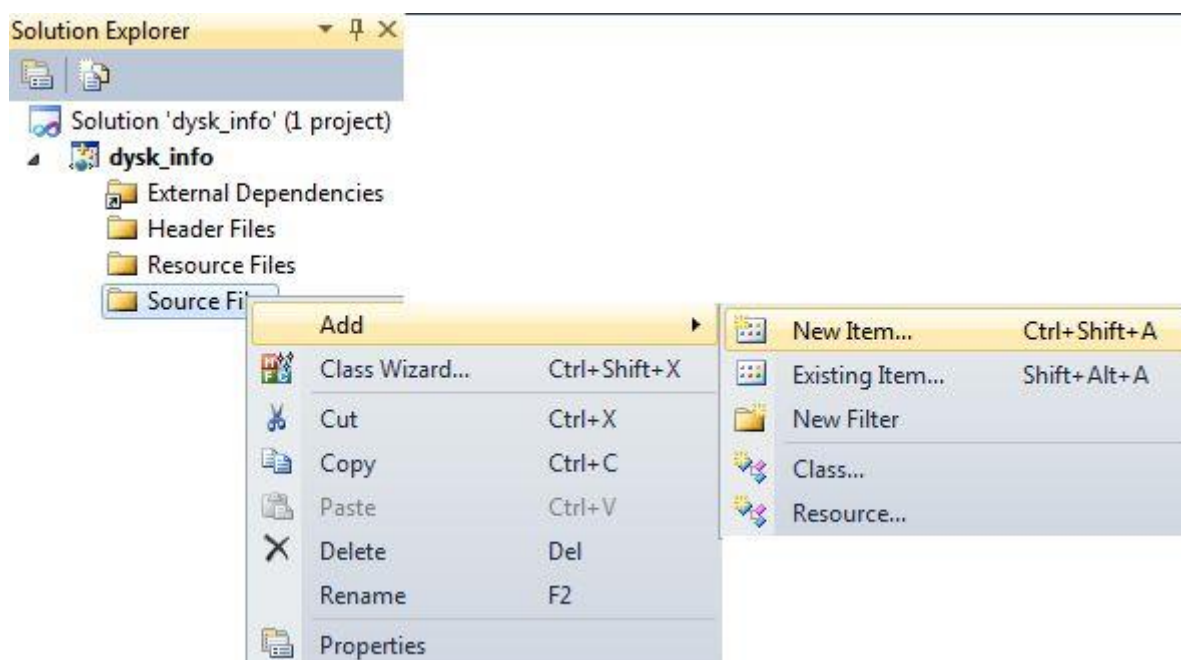 Solution Explorer
Solution 'dysk_info' (1 project)
dysk_info
External Dependencies
Header Files
Resource Files
Source Fi
Add
Class Wizard... Ctrl+Shift+X
Cut Ctrl+X
Copy Ctrl+C
Paste Ctrl+V
Delete Del
Rename F2
Properties
New Item... Ctrl+Shift+A
Existing Item... Shift+Alt+A
New Filter
Class...
Resource...